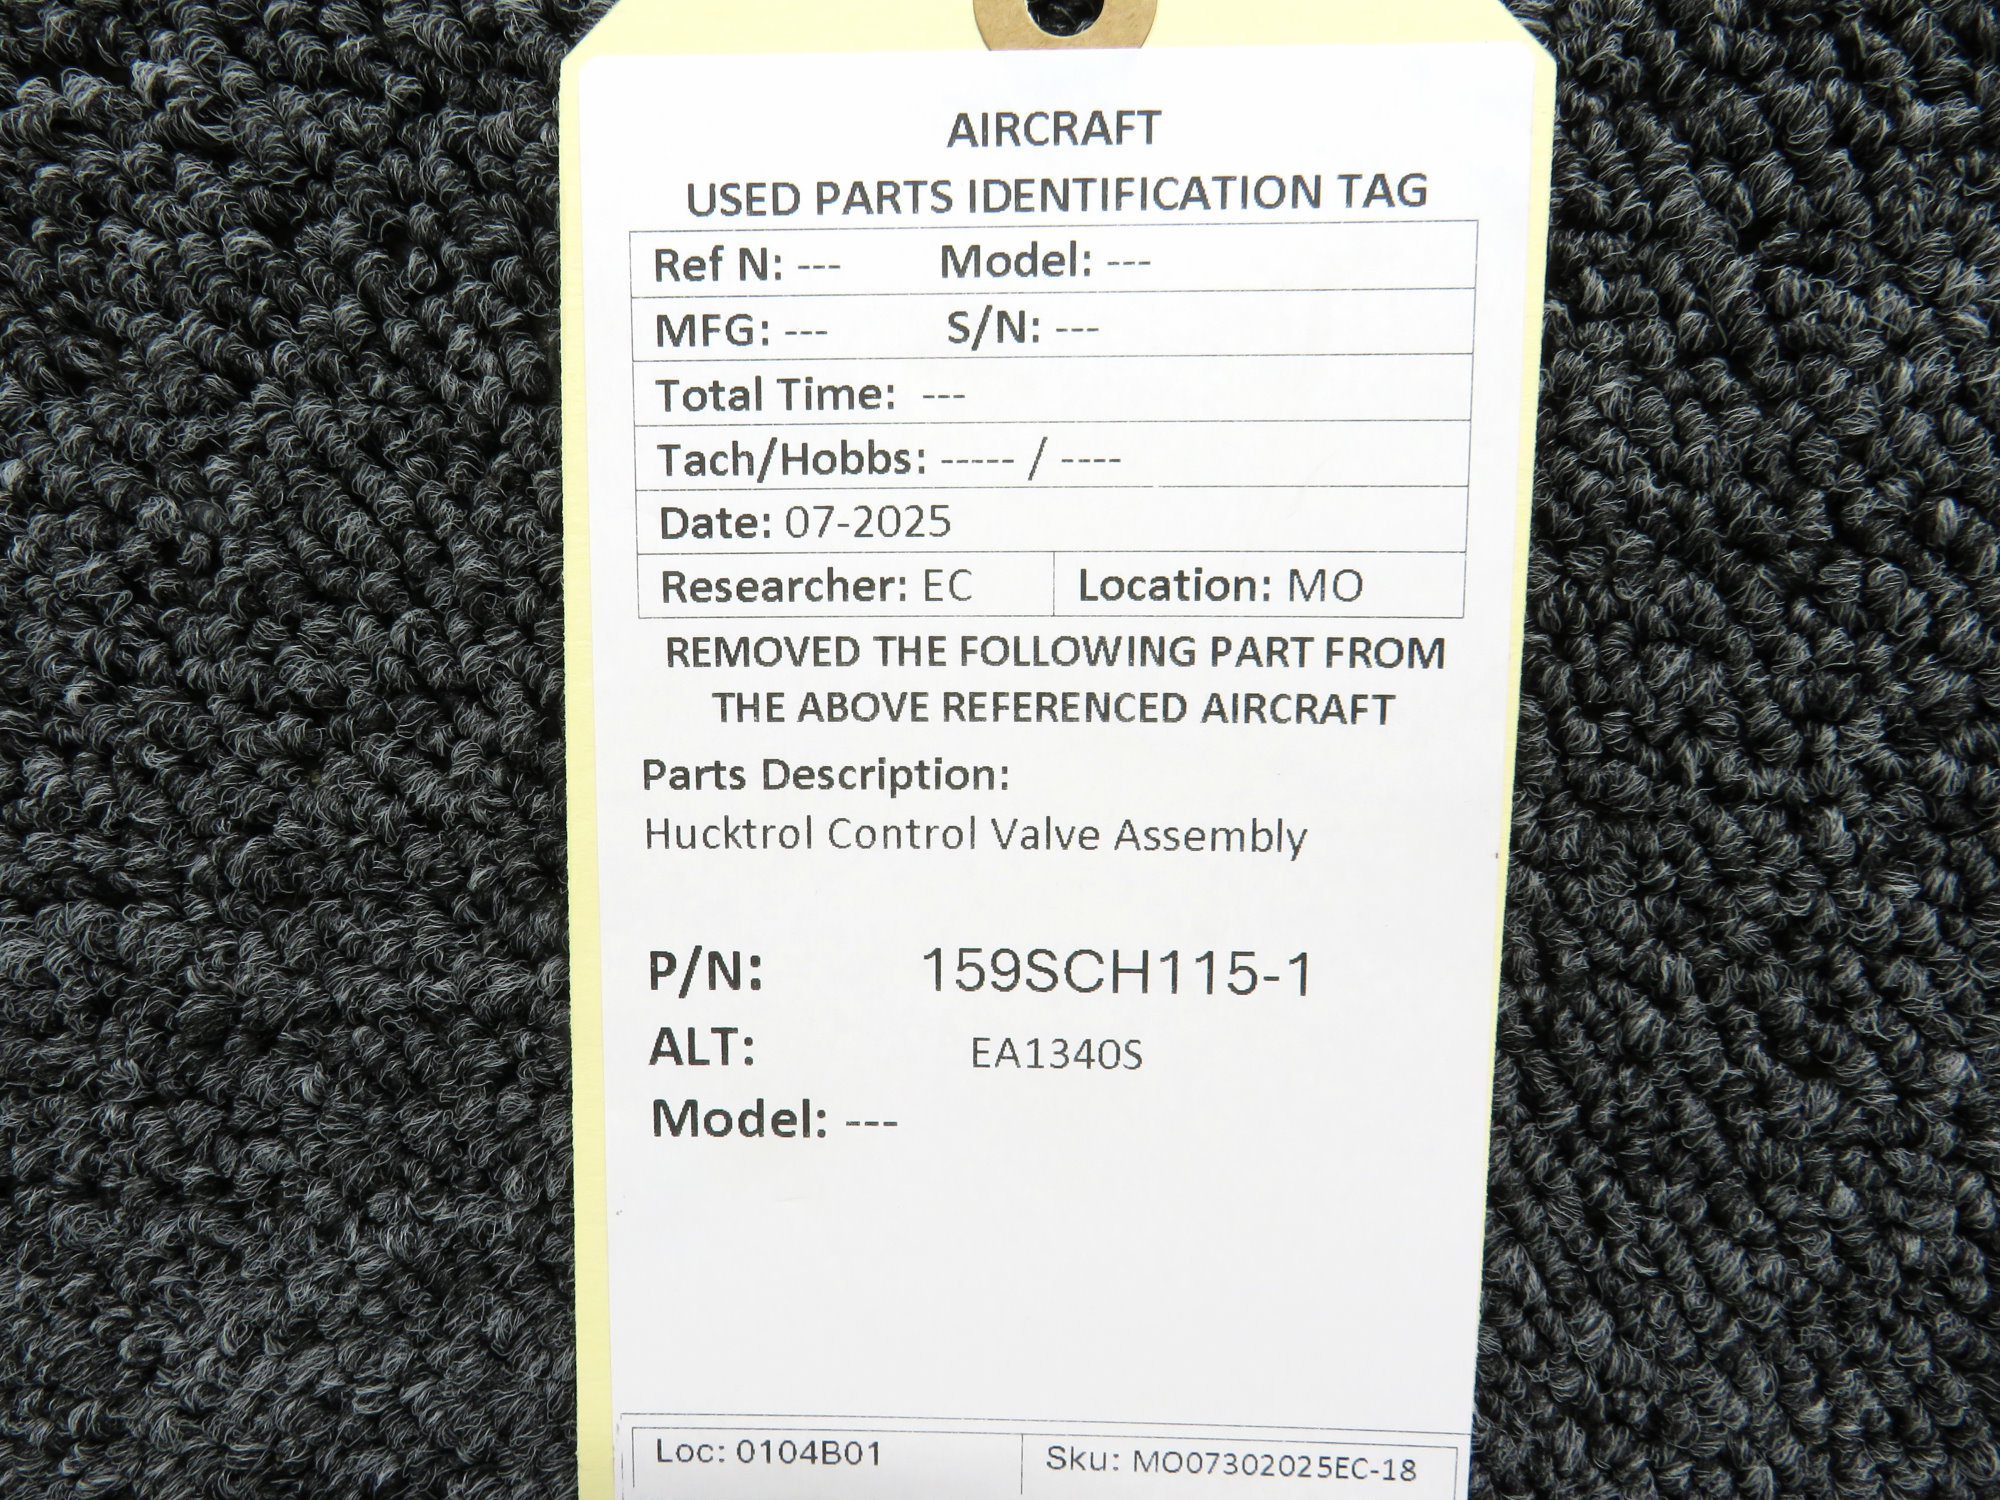 AIRCRAFT
USED PARTS IDENTIFICATION TAG
Ref N: --- Model: ---
MFG: --- S/N: ---
Total Time: ---
Tach/Hobbs: ----- / ----
Date: 07-2025
Researcher: EC Location: MO
REMOVED THE FOLLOWING PART FROM
THE ABOVE REFERENCED AIRCRAFT
Parts Description:
Hucktrol Control Valve Assembly
P/N: 159SCH115-1
ALT: EA1340S
Model: ---
Loc: 0104B01 Sku: MO07302025EC-18